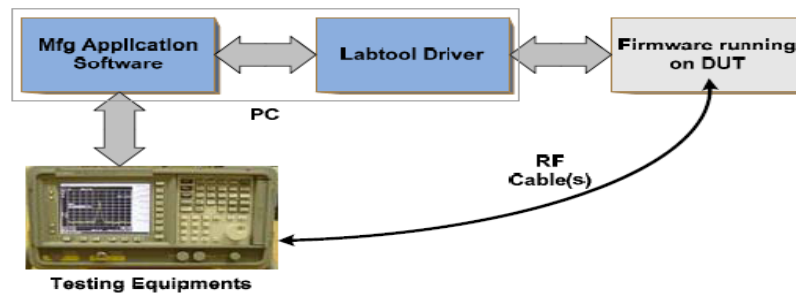 Mfg Application
Software
Labtool Driver
Firmware running
on DUT
PC
RF
Cable(s)
Testing Equipments